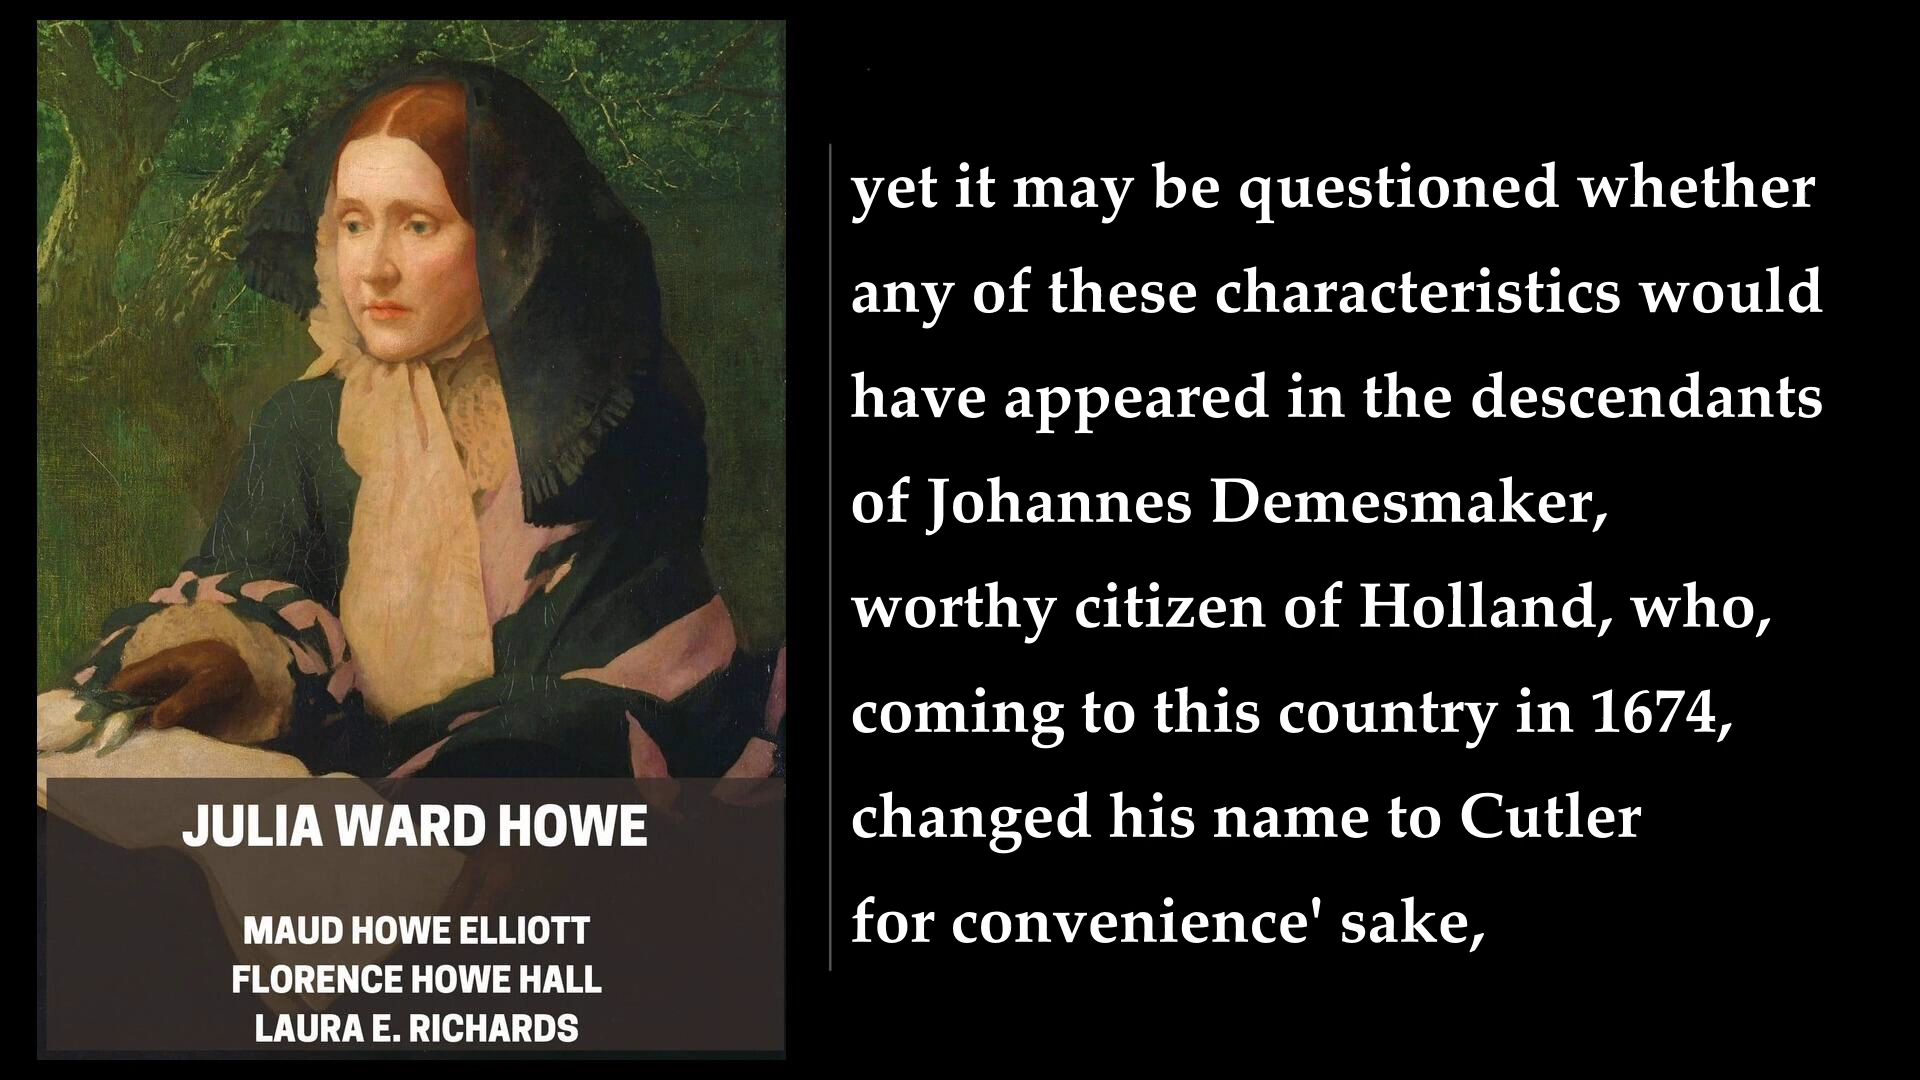 JULIA WARD HOWE
MAUD HOWE ELLIOTT
FLORENCE HOWE HALL
LAURA E. RICHARDS
yet it may be questioned whether
any of these characteristics would
have appeared in the descendants
of Johannes Demesmaker,
worthy citizen of Holland, who,
coming to this country in 1674,
changed his name to Cutler
for convenience' sake,